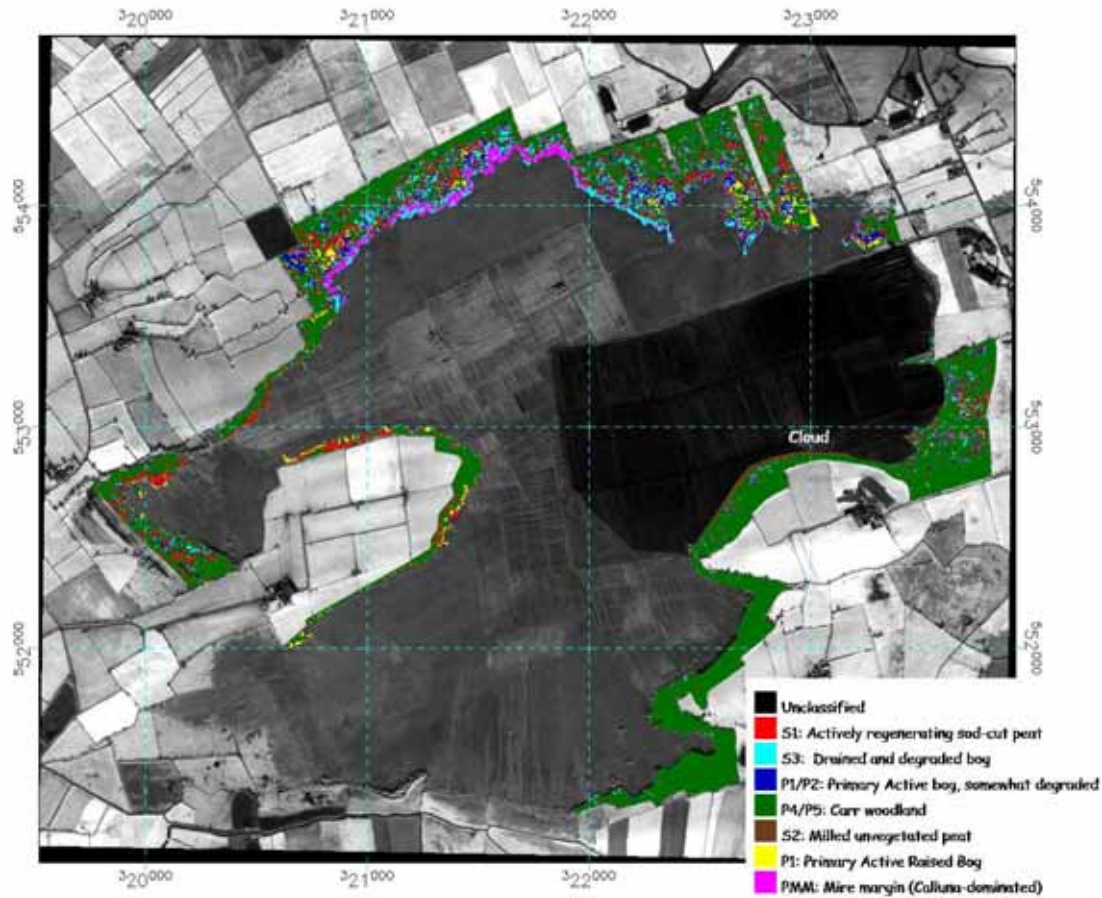 ³20⁰⁰⁰ ³21⁰⁰⁰ ³22⁰⁰⁰ ³23⁰⁰⁰
⁵54⁰⁰⁰ ⁵54⁰⁰⁰
⁵53⁰⁰⁰ ⁵53⁰⁰⁰
Cloud
⁵52⁰⁰⁰ ⁵52⁰⁰⁰
Unclassified
S1: Actively regenerating sod-cut peat
S3: Drained and degraded bog
P1/P2: Primary Active bog, somewhat degraded
P4/P5: Carr woodland
S2: Milled unvegetated peat
P1: Primary Active Raised Bog
PMM: Mire margin (Calluna-dominated)
³20⁰⁰⁰ ³21⁰⁰⁰ ³22⁰⁰⁰